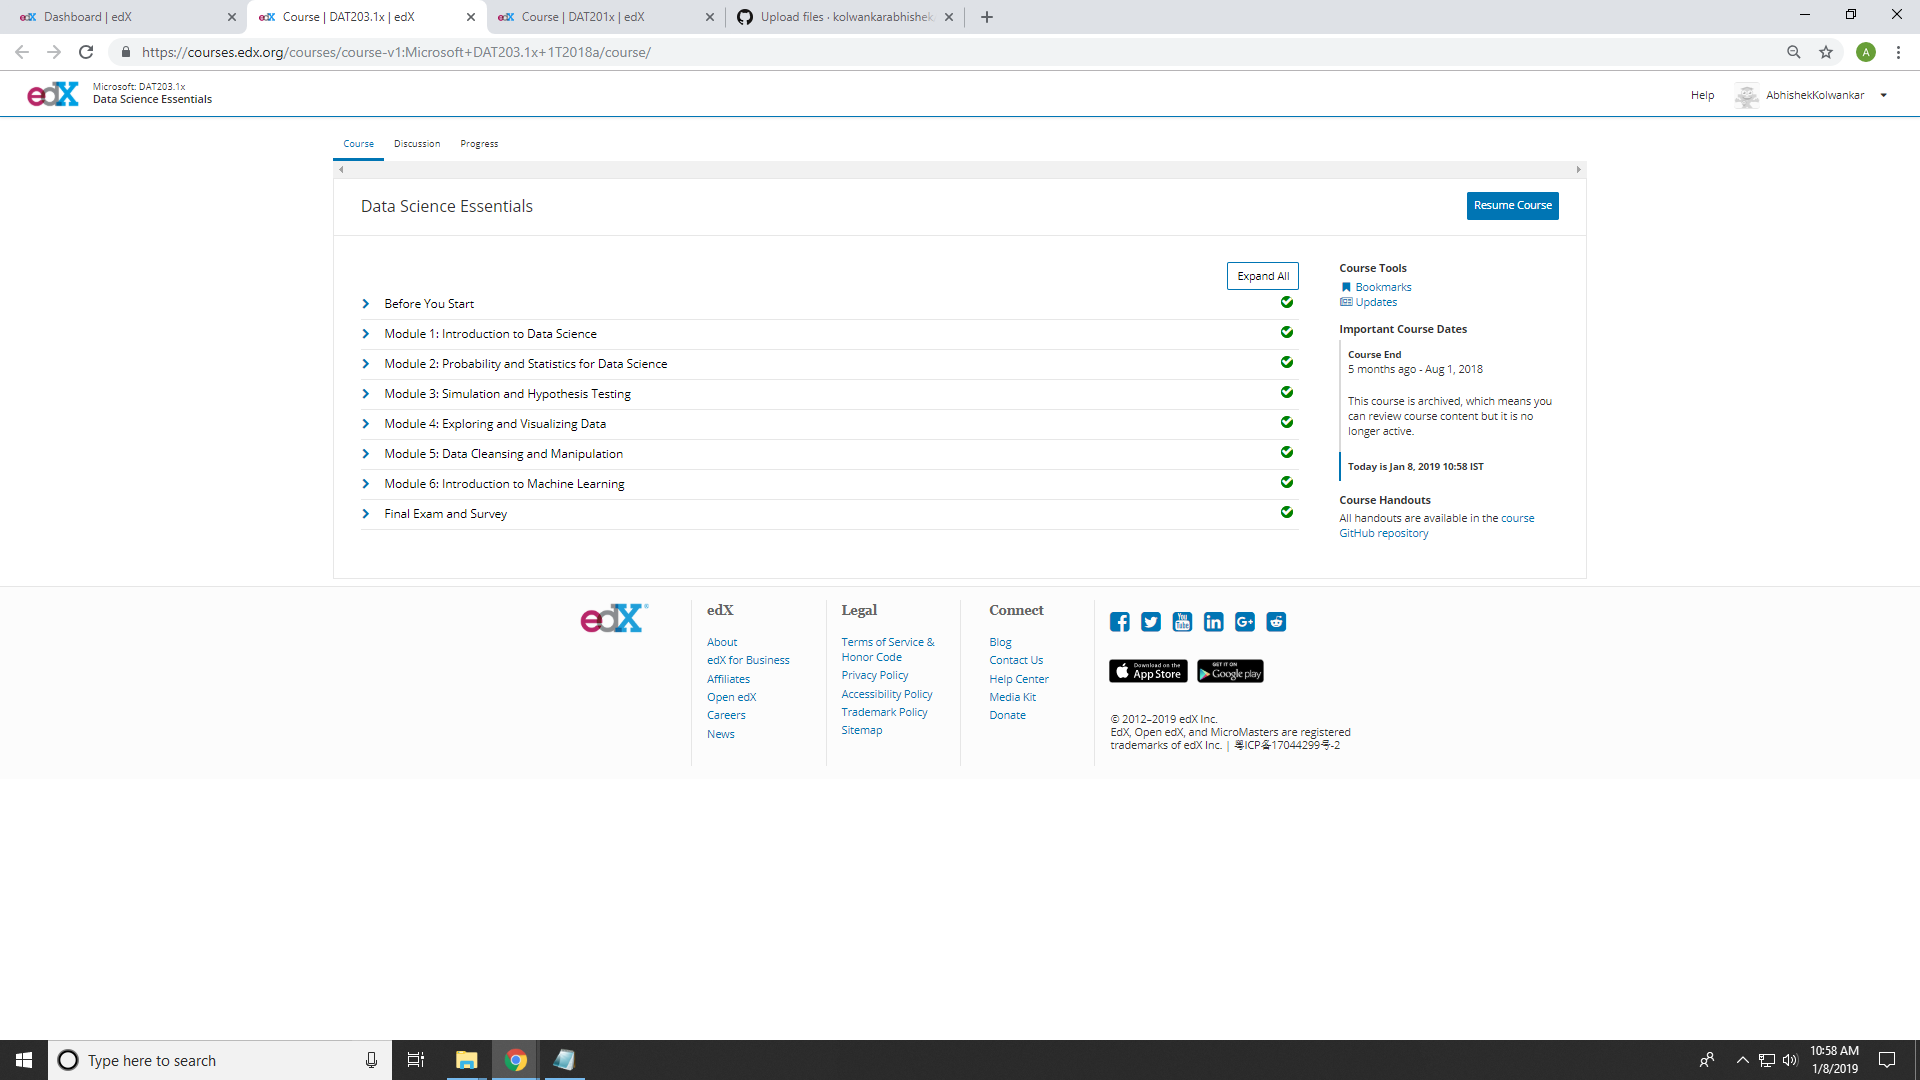 Dashboard | edX
Course | DAT203.1x | edX
Course | DAT201x | edX
Upload files · kolwankarabhishek
https://courses.edx.org/courses/course-v1:Microsoft+DAT203.1x+1T2018a/course/
A
edX
Microsoft: DAT203.1x
Data Science Essentials
Help
AbhishekKolwankar
Course
Discussion
Progress
Data Science Essentials
Resume Course
Expand All
Before You Start
Module 1: Introduction to Data Science
Module 2: Probability and Statistics for Data Science
Module 3: Simulation and Hypothesis Testing
Module 4: Exploring and Visualizing Data
Module 5: Data Cleansing and Manipulation
Module 6: Introduction to Machine Learning
Final Exam and Survey
Course Tools
Bookmarks
Updates
Important Course Dates
Course End
5 months ago - Aug 1, 2018
This course is archived, which means you
can review course content but it is no
longer active.
Today is Jan 8, 2019 10:58 IST
Course Handouts
All handouts are available in the course
GitHub repository
edX
edX
About
edX for Business
Affiliates
Open edX
Careers
News
Legal
Terms of Service &
Honor Code
Privacy Policy
Accessibility Policy
Trademark Policy
Sitemap
Connect
Blog
Contact Us
Help Center
Media Kit
Donate
Download on the
App Store
GET IT ON
Google play
© 2012–2019 edX Inc.
EdX, Open edX, and MicroMasters are registered
trademarks of edX Inc. | 粤ICP备17044299号-2
Type here to search
10:58 AM
1/8/2019